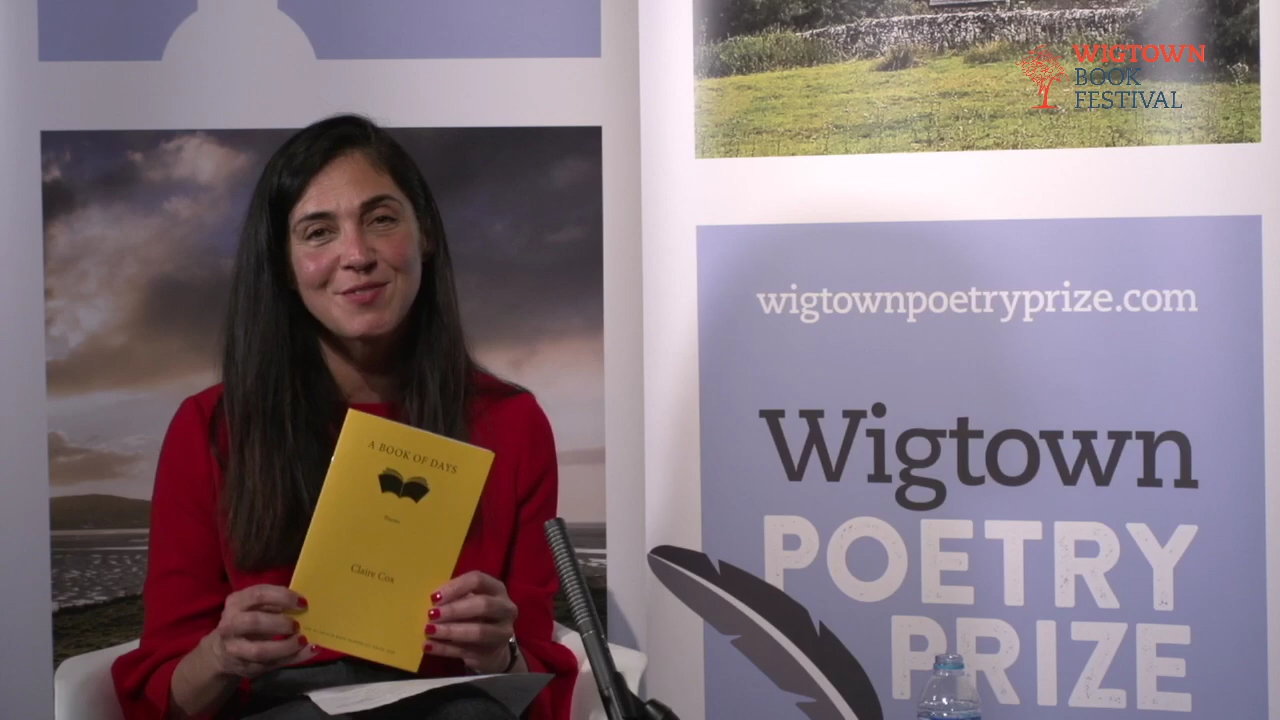 WIGTOWN
BOOK
FESTIVAL
wigtownpoetryprize.com
Wigtown
POETRY
PRIZE
A BOOK OF DAYS
Poems
Claire Cox